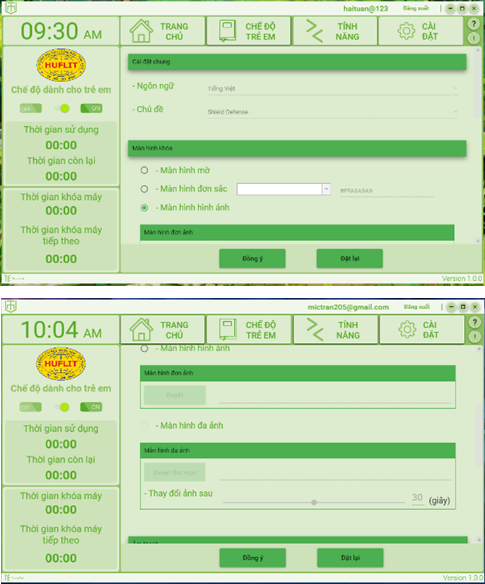 haituan@123 Đăng xuất
09:30 AM
TRANG CHỦ
CHẾ ĐỘ TRẺ EM
TÍNH NĂNG
CÀI ĐẶT
?
!
HUFLIT
Chế độ dành cho trẻ em
OFF ON
Thời gian sử dụng
00:00
Thời gian còn lại
00:00
Thời gian khóa máy
00:00
Thời gian khóa máy
tiếp theo
00:00
Cài đặt chung
- Ngôn ngữ Tiếng Việt
- Chủ đề Shield Defense
Màn hình khóa
- Màn hình mờ
- Màn hình đơn sắc #FFA9A9A9
- Màn hình hình ảnh
Màn hình đơn ảnh
Đồng ý Đặt lại
Version 1.0.0
mictran205@gmail.com Đăng xuất
10:04 AM
TRANG CHỦ
CHẾ ĐỘ TRẺ EM
TÍNH NĂNG
CÀI ĐẶT
?
!
HUFLIT
Chế độ dành cho trẻ em
ON
Thời gian sử dụng
00:00
Thời gian còn lại
00:00
Thời gian khóa máy
00:00
Thời gian khóa máy
tiếp theo
00:00
- Màn hình hình ảnh
Màn hình đơn ảnh
Duyệt
- Màn hình đa ảnh
Màn hình đa ảnh
Duyệt thư mục
- Thay đổi ảnh sau 30 (giây)
Âm thanh
Đồng ý Đặt lại
Version 1.0.0